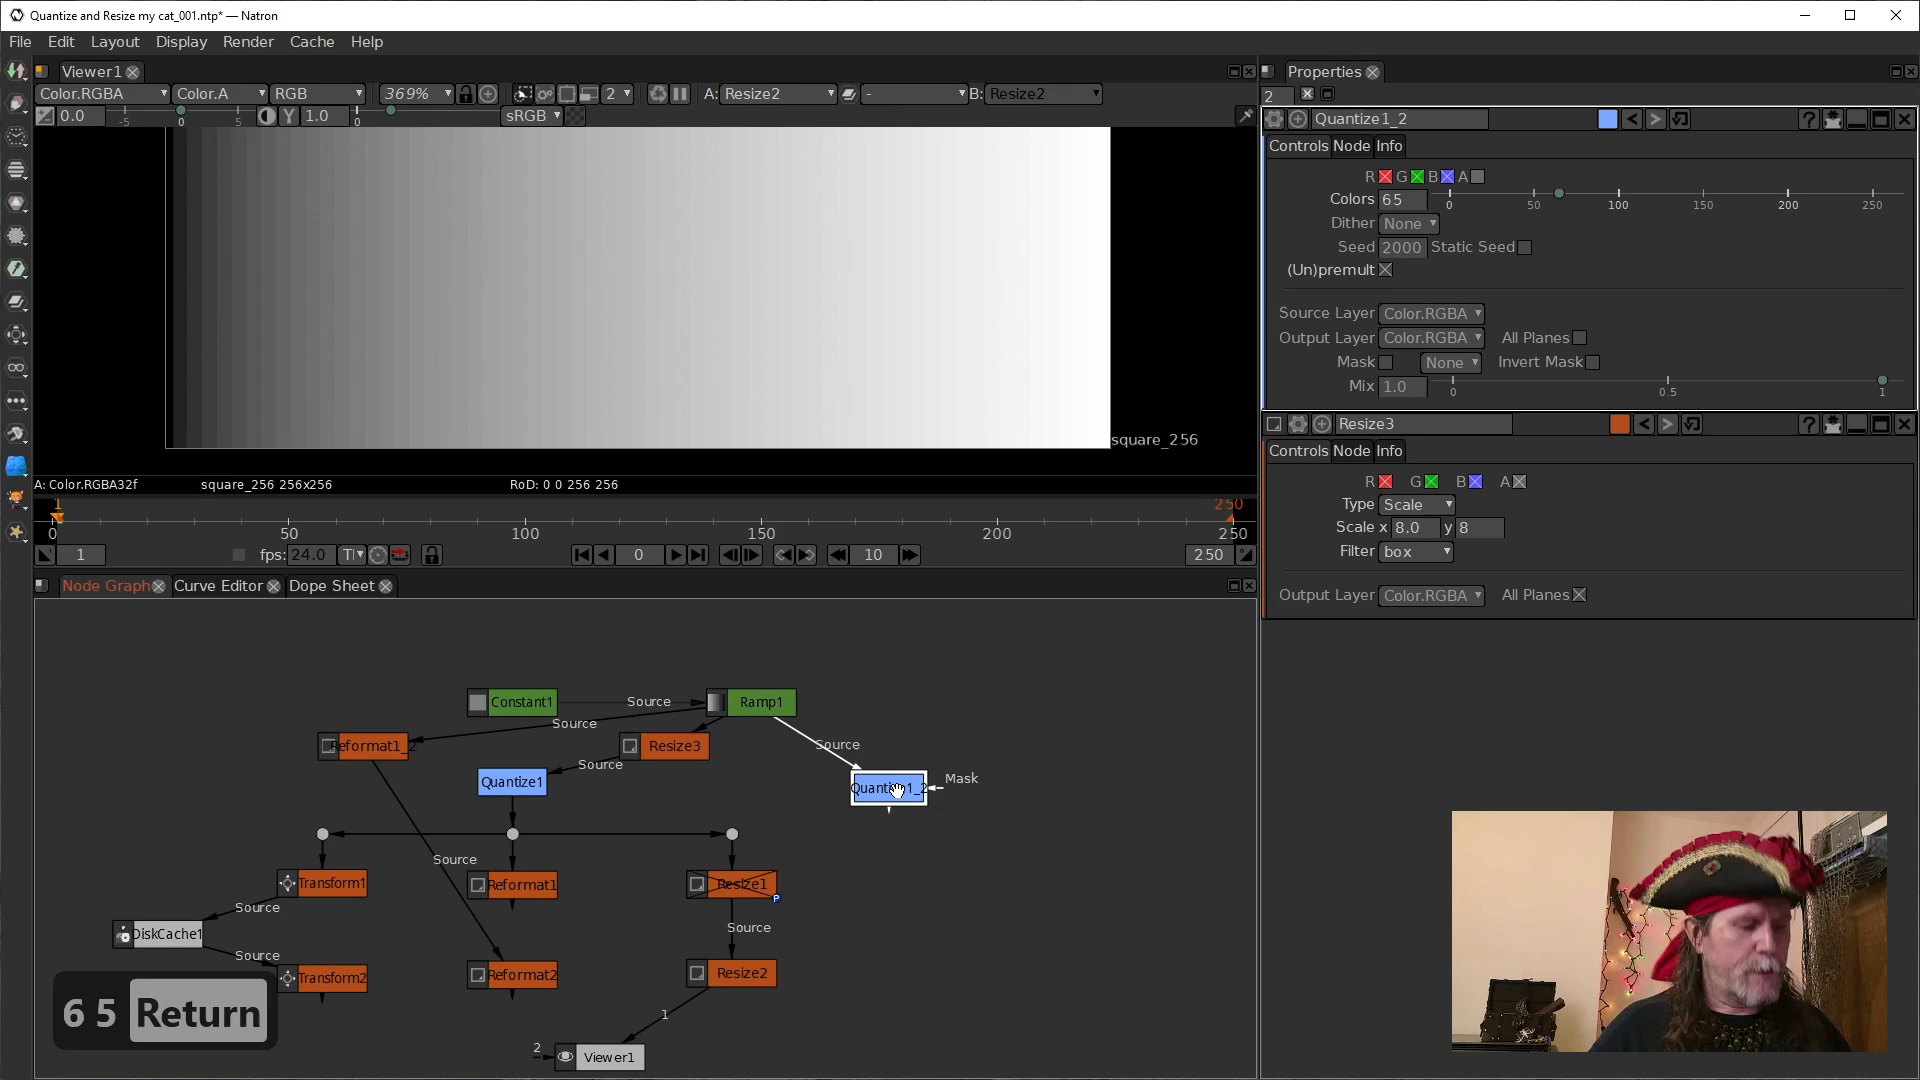 Quantize and Resize my cat_001.ntp* — Natron
File Edit Layout Display Render Cache Help
Viewer1
Color.RGBA Color.A RGB 369% 2 A: Resize2 - B: Resize2
0.0 -5 0 5 Y 1.0 0 sRGB
square_256
A: Color.RGBA32f square_256 256x256 RoD: 0 0 256 256
1 250
0 50 100 150 200 250
1 fps: 24.0 0 10 250
Node Graph Curve Editor Dope Sheet
Constant1 Source Ramp1
Source
Reformat1_2 Resize3 Source
Source
Quantize1 Quantize1_2 Mask
Source
Transform1 Reformat1 Resize1
P
Source
Source
DiskCache1
Source
Transform2 Reformat2 Resize2
1
2 Viewer1
6 5 Return
Properties
2
Quantize1_2
Controls Node Info
R G B A
Colors 65 0 50 100 150 200 250
Dither None
Seed 2000 Static Seed
(Un)premult
Source Layer Color.RGBA
Output Layer Color.RGBA All Planes
Mask None Invert Mask
Mix 1.0 0 0.5 1
Resize3
Controls Node Info
R G B A
Type Scale
Scale x 8.0 y 8
Filter box
Output Layer Color.RGBA All Planes